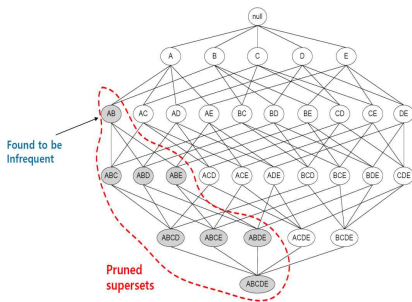 null
A B C D E
AB AC AD AE BC BD BE CD CE DE
Found to be
Infrequent
ABC ABD ABE ACD ACE ADE BCD BCE BDE CDE
ABCD ABCE ABDE ACDE BCDE
Pruned
supersets
ABCDE